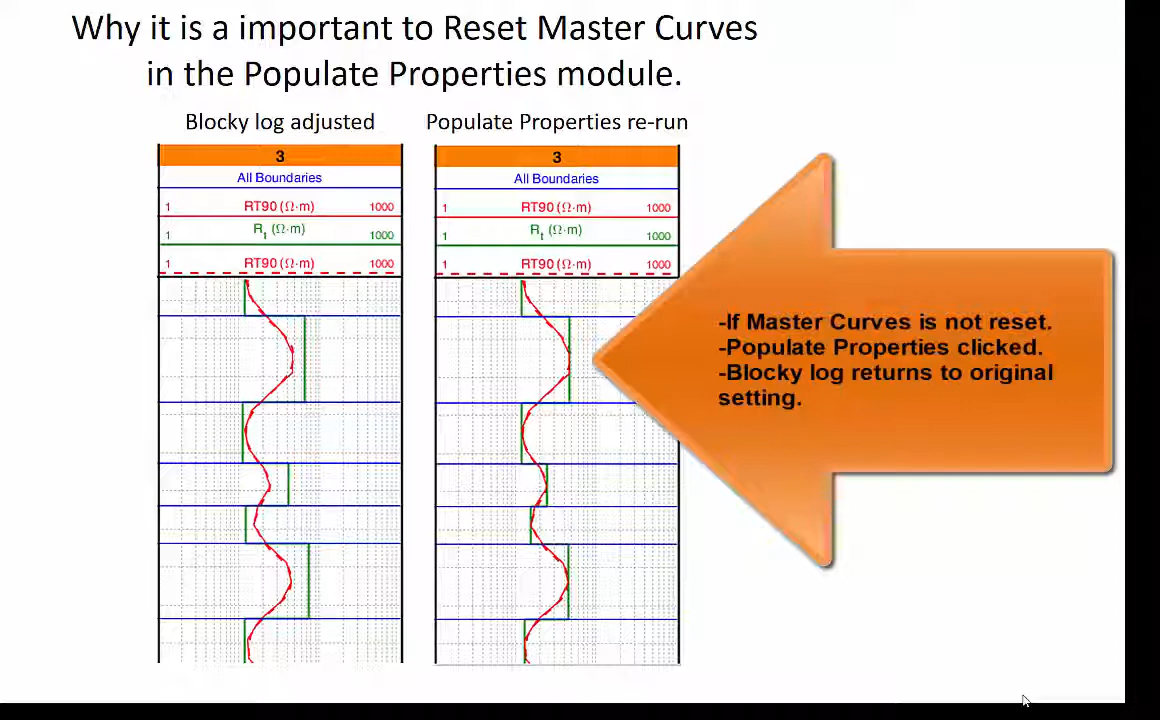 Why it is a important to Reset Master Curves
in the Populate Properties module.
Blocky log adjusted
Populate Properties re-run
3
All Boundaries
1 RT90 (Ω·m) 1000
1 Rt (Ω·m) 1000
1 RT90 (Ω·m) 1000
3
All Boundaries
1 RT90 (Ω·m) 1000
1 Rt (Ω·m) 1000
1 RT90 (Ω·m) 1000
-If Master Curves is not reset.
-Populate Properties clicked.
-Blocky log returns to original
setting.